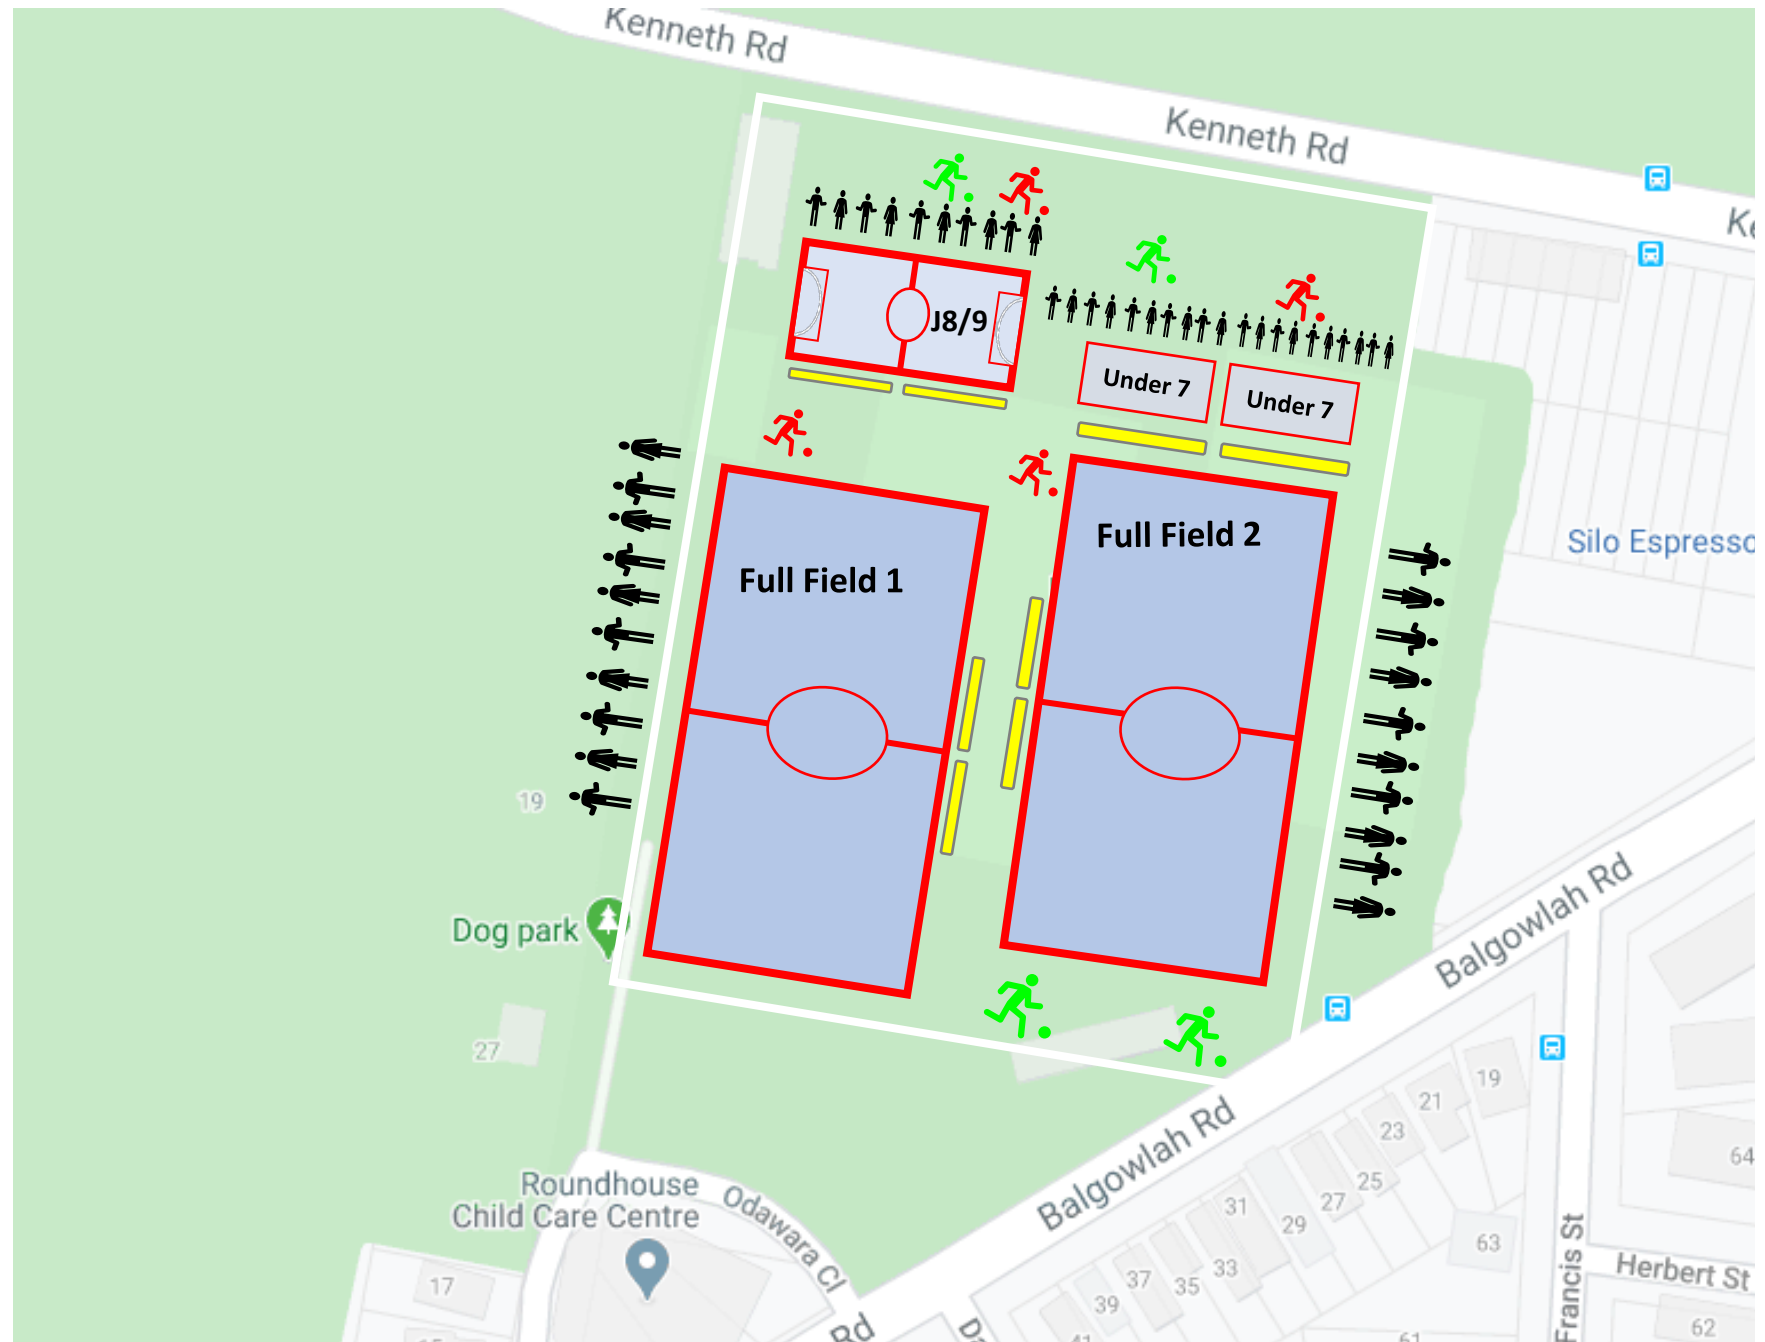 Kenneth Rd
Kenneth Rd
J8/9
Under 7
Under 7
Silo Espresso
Full Field 2
Full Field 1
19
Dog park
Balgowlah Rd
27
19
21
23
64
25
Balgowlah Rd
27
31
29
63
Roundhouse
Child Care Centre
Odawara Cl
33
35
37
39
17
Francis St
Herbert St
62
Rd